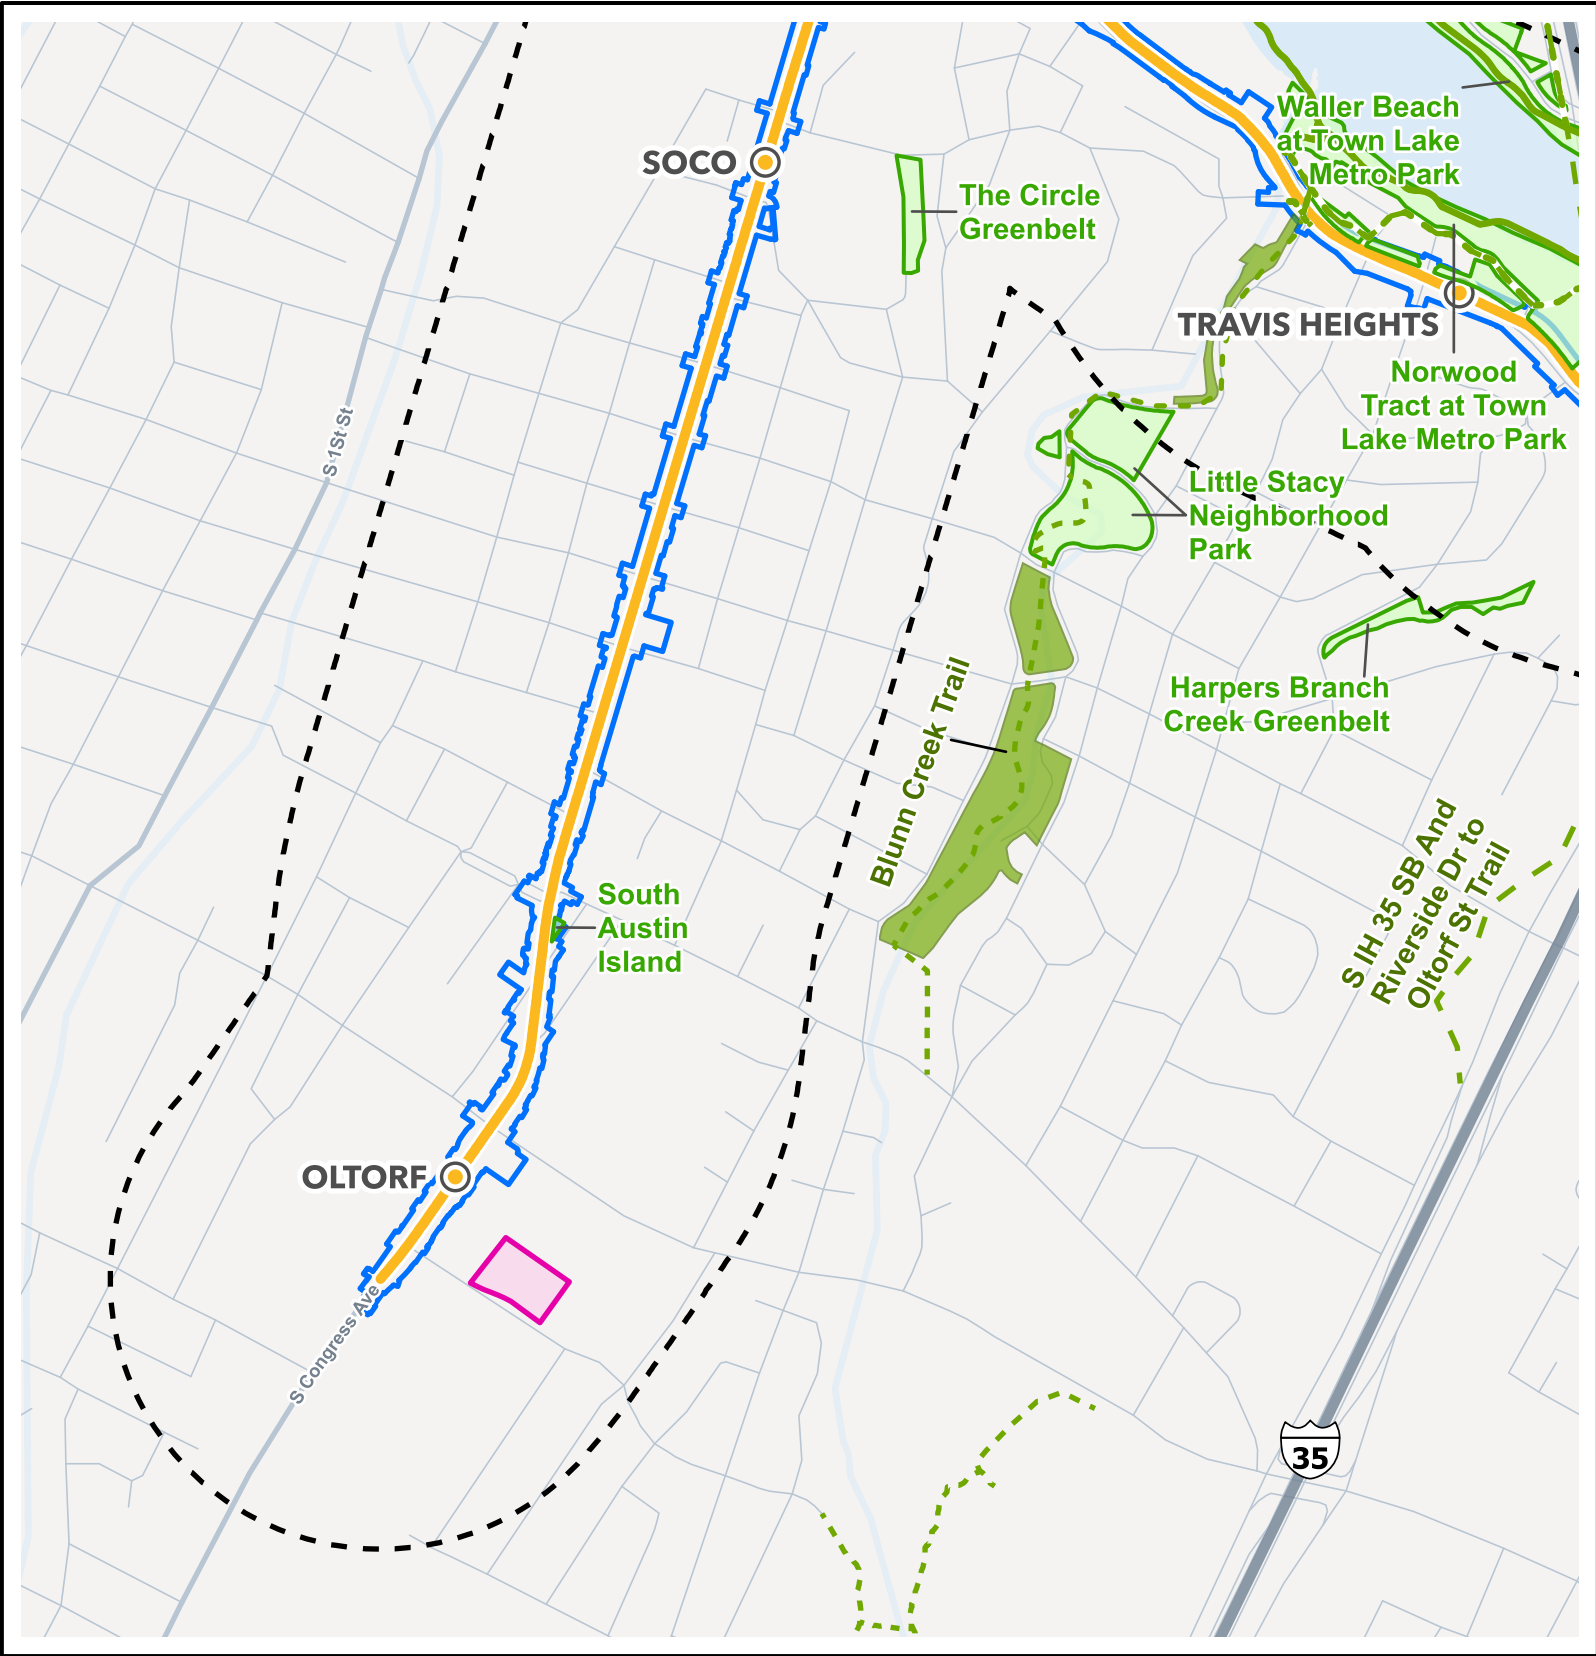 Waller Beach
at Town Lake
Metro Park
SOCO
The Circle
Greenbelt
TRAVIS HEIGHTS
Norwood
Tract at Town
Lake Metro Park
S 1St St
Little Stacy
Neighborhood
Park
Harpers Branch
Creek Greenbelt
Blunn Creek Trail
S IH 35 SB And
Riverside Dr to
Oltorf St Trail
South
Austin
Island
OLTORF
S Congress Ave
35